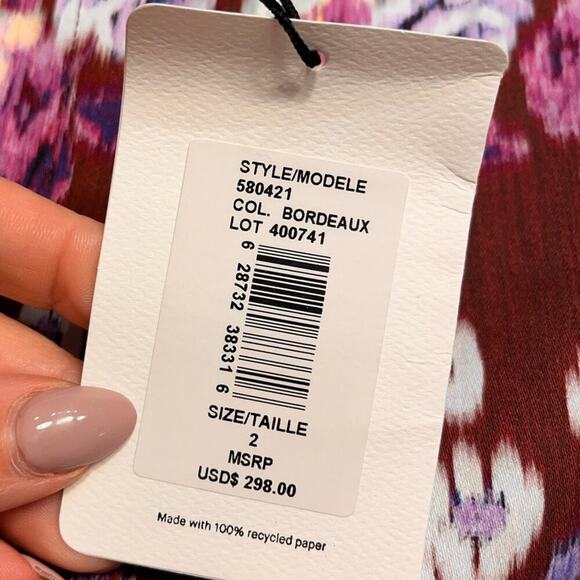 STYLE/MODELE
580421
COL. BORDEAUX
LOT 400741
6 28732 38331 6
SIZE/TAILLE
2
MSRP
USD$ 298.00
Made with 100% recycled paper